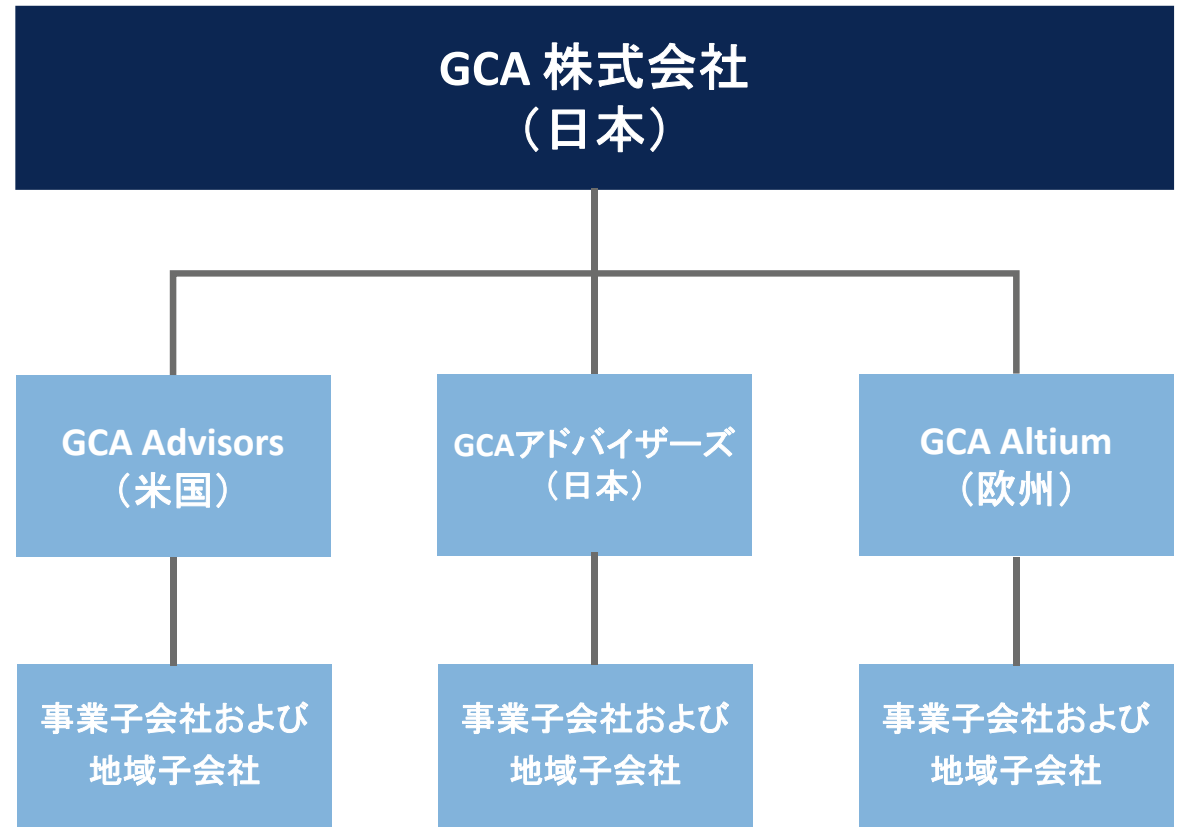 GCA 株式会社
（日本）
GCA Advisors
（米国）
GCAアドバイザーズ
（日本）
GCA Altium
（欧州）
事業子会社および
地域子会社
事業子会社および
地域子会社
事業子会社および
地域子会社